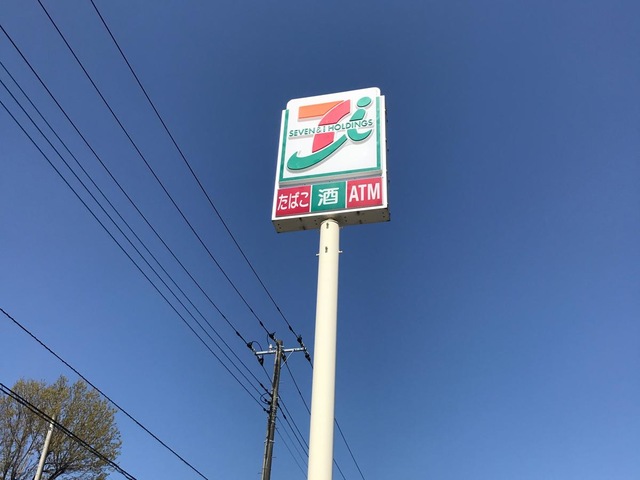 SEVEN & i HOLDINGS
たばこ 酒 ATM